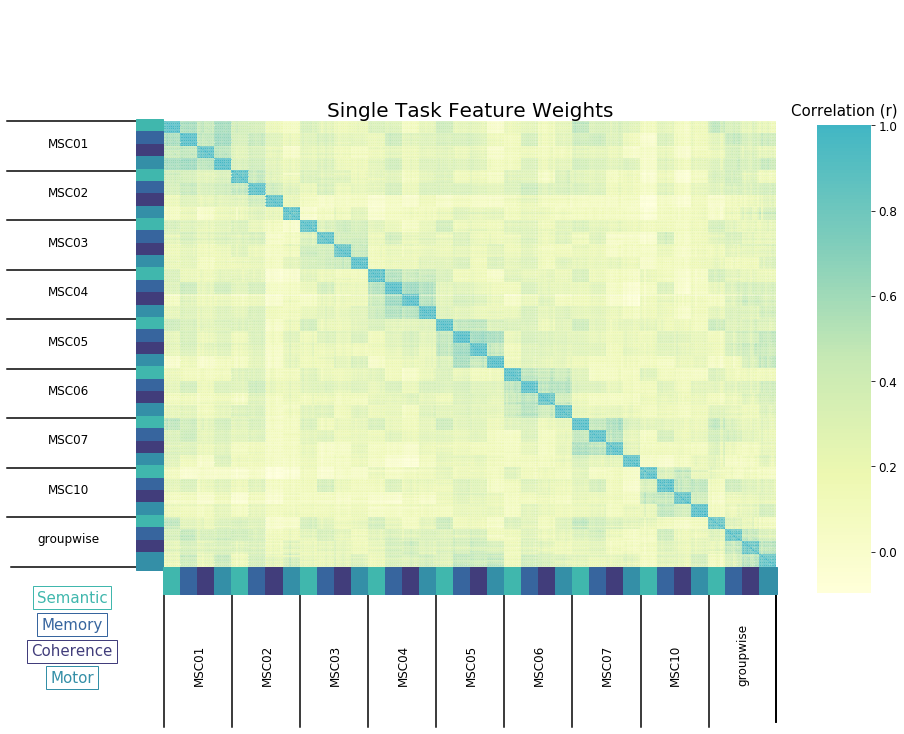 Single Task Feature Weights
Correlation (r)
1.0
0.8
0.6
0.4
0.2
0.0
MSC01
MSC02
MSC03
MSC04
MSC05
MSC06
MSC07
MSC10
groupwise
Semantic
Memory
Coherence
Motor
MSC01
MSC02
MSC03
MSC04
MSC05
MSC06
MSC07
MSC10
groupwise